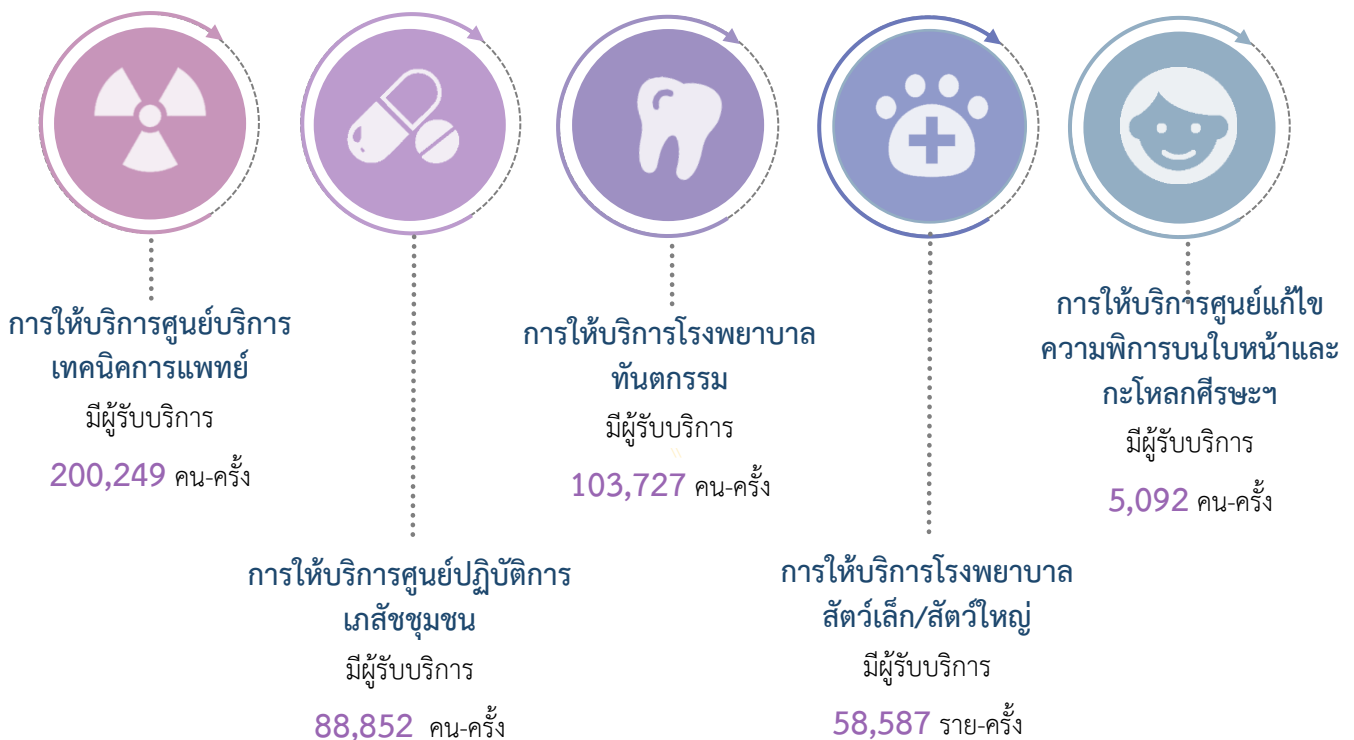 การให้บริการศูนย์บริการ
เทคนิคการแพทย์
มีผู้รับบริการ
200,249 คน-ครั้ง
การให้บริการศูนย์ปฏิบัติการ
เภสัชชุมชน
มีผู้รับบริการ
88,852 คน-ครั้ง
การให้บริการโรงพยาบาล
ทันตกรรม
มีผู้รับบริการ
103,727 คน-ครั้ง
การให้บริการโรงพยาบาล
สัตว์เล็ก/สัตว์ใหญ่
มีผู้รับบริการ
58,587 ราย-ครั้ง
การให้บริการศูนย์แก้ไข
ความพิการบนใบหน้าและ
กะโหลกศีรษะฯ
มีผู้รับบริการ
5,092 คน-ครั้ง